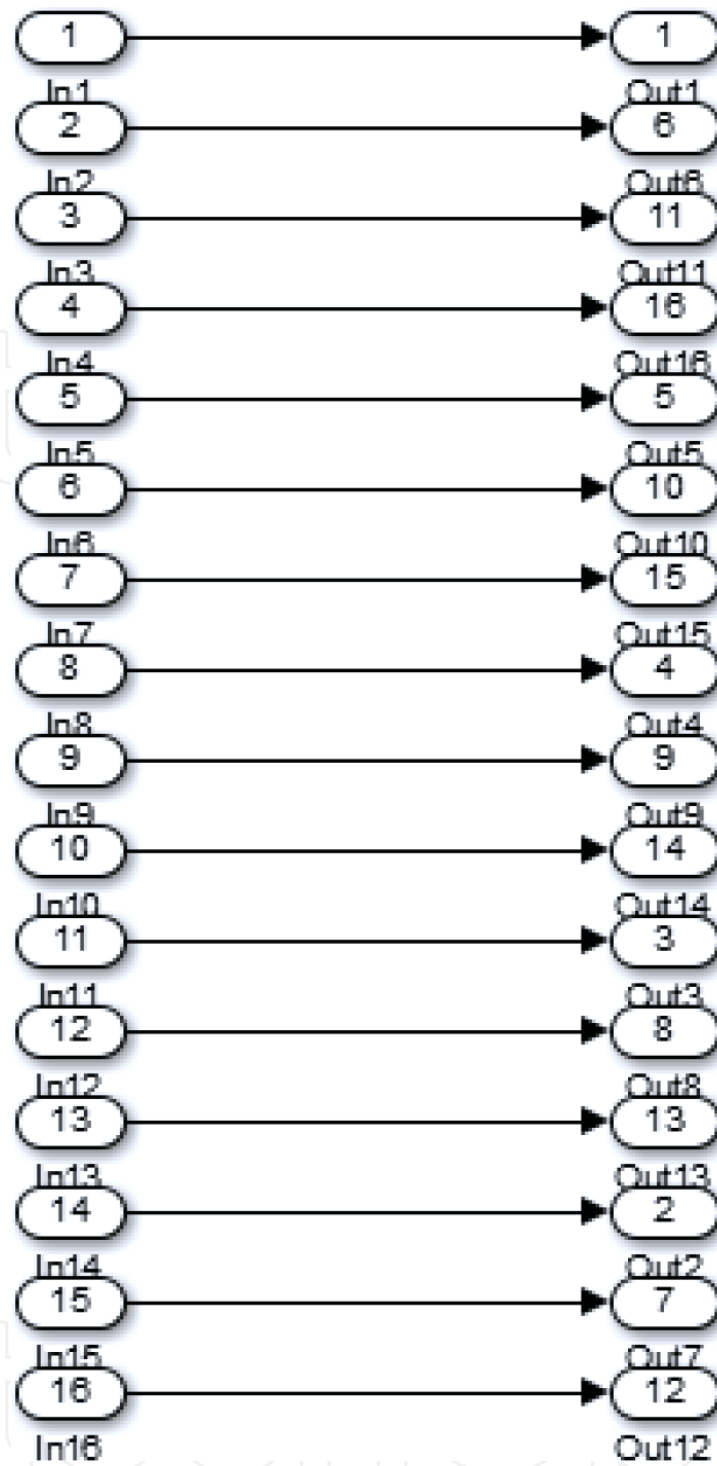 1 1
In1 Out1
2 6
In2 Out6
3 11
In3 Out11
4 16
In4 Out16
5 5
In5 Out5
6 10
In6 Out10
7 15
In7 Out15
8 4
In8 Out4
9 9
In9 Out9
10 14
In10 Out14
11 3
In11 Out3
12 8
In12 Out8
13 13
In13 Out13
14 2
In14 Out2
15 7
In15 Out7
16 12
In16 Out12